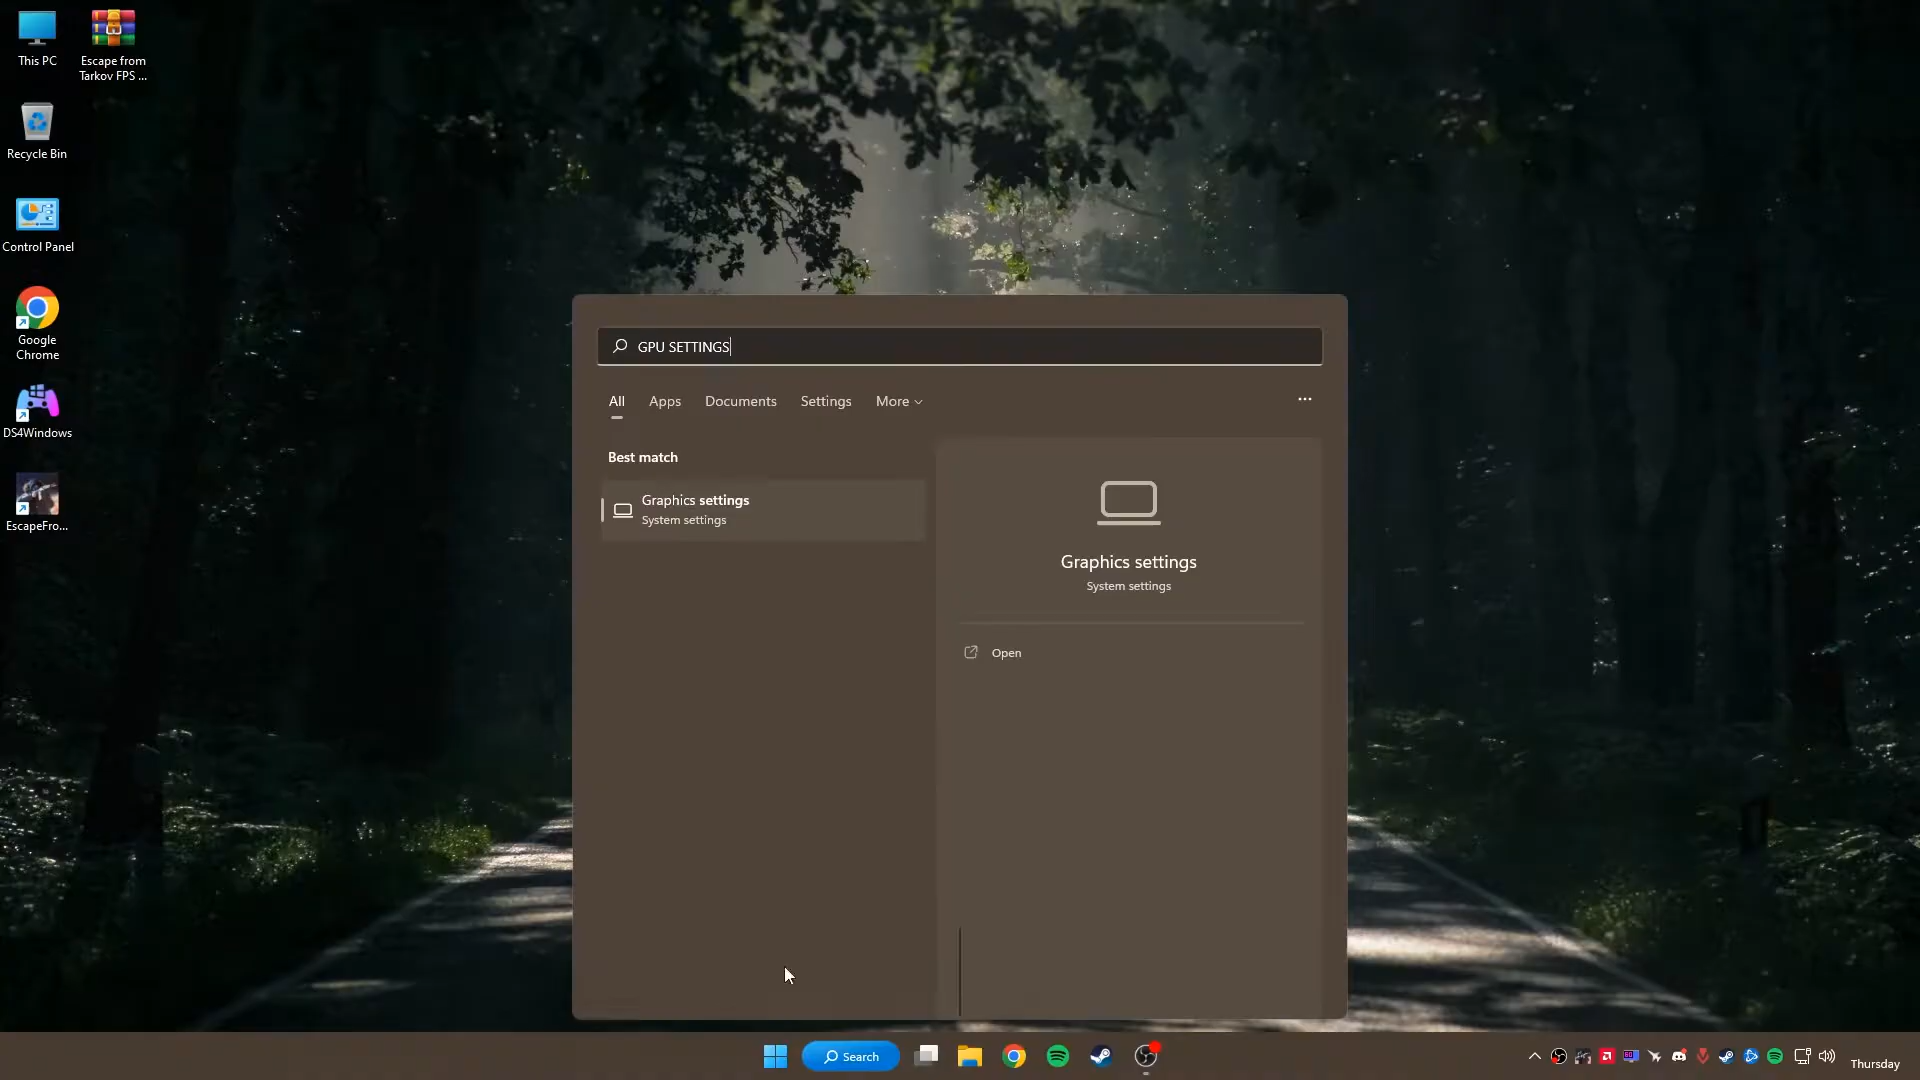 This PC
Escape from
Tarkov FPS ...
Recycle Bin
Control Panel
Google
Chrome
DS4Windows
EscapeFro...
GPU SETTINGS
All
Apps
Documents
Settings
More
Best match
Graphics settings
System settings
Graphics settings
System settings
Open
Search
Thursday